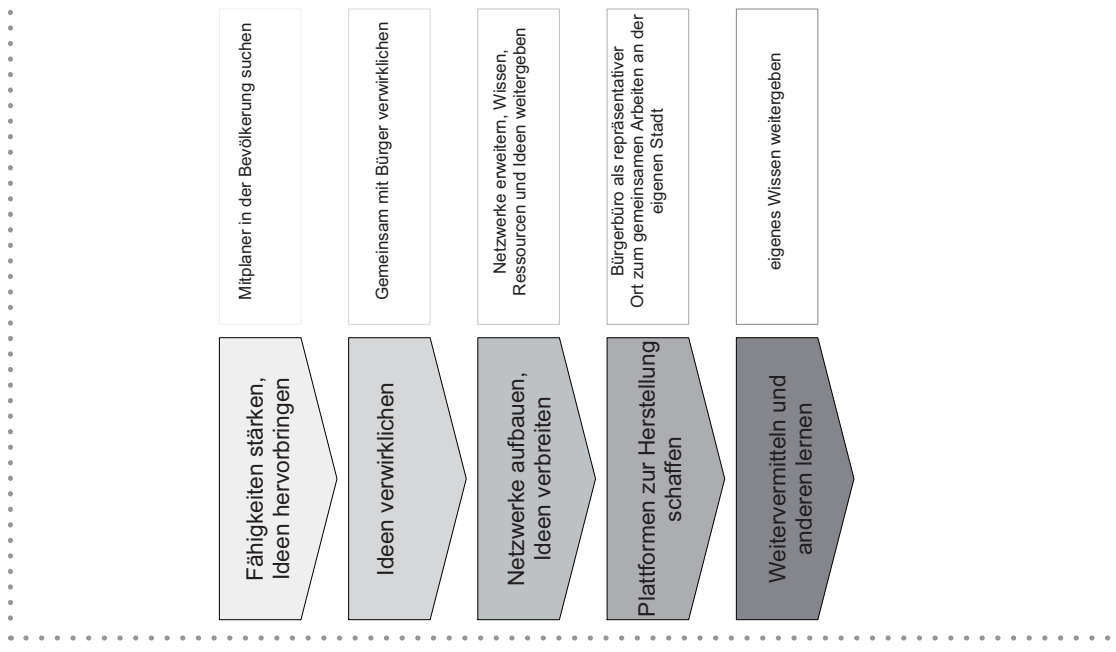 Fähigkeiten stärken,
Ideen hervorbringen
Mitplaner in der Bevölkerung suchen
Ideen verwirklichen
Gemeinsam mit Bürger verwirklichen
Netzwerke aufbauen,
Ideen verbreiten
Netzwerke erweitern, Wissen,
Ressourcen und Ideen weitergeben
Plattformen zur Herstellung
schaffen
Bürgerbüro als repräsentativer
Ort zum gemeinsamen Arbeiten an der
eigenen Stadt
Weitervermitteln und
anderen lernen
eigenes Wissen weitergeben